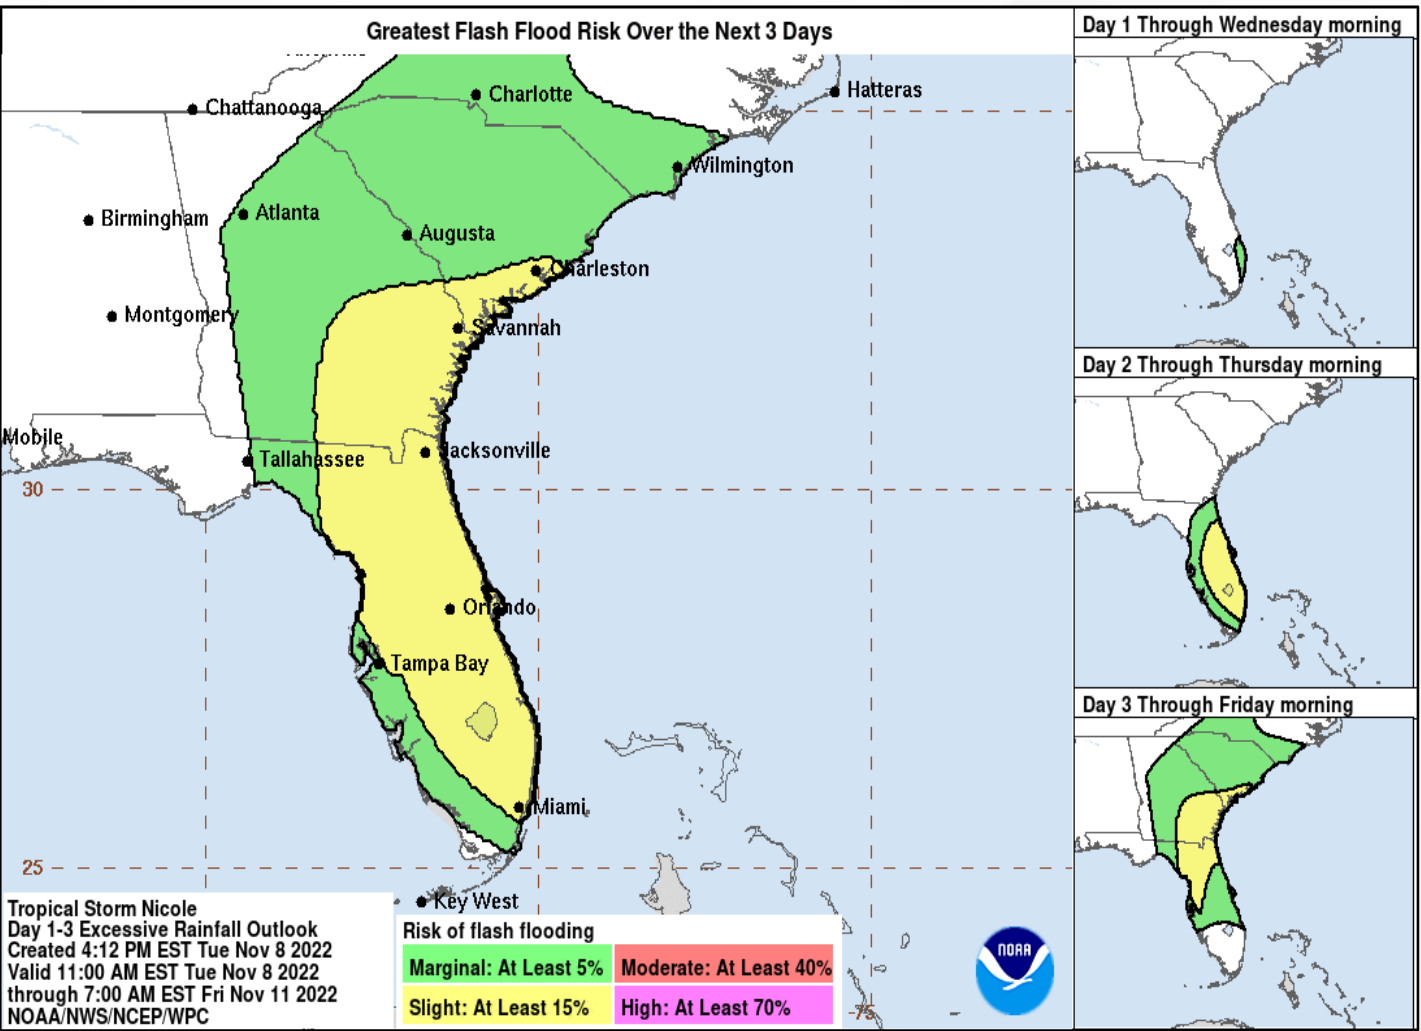 Greatest Flash Flood Risk Over the Next 3 Days
Chattanooga
Charlotte
Hatteras
Wilmington
Birmingham
Atlanta
Augusta
Charleston
Montgomery
Savannah
Mobile
Tallahassee
Jacksonville
30
Orlando
Tampa Bay
Miami
25
Key West
-75
Tropical Storm Nicole
Day 1-3 Excessive Rainfall Outlook
Created 4:12 PM EST Tue Nov 8 2022
Valid 11:00 AM EST Tue Nov 8 2022
through 7:00 AM EST Fri Nov 11 2022
NOAA/NWS/NCEP/WPC
Risk of flash flooding
Marginal: At Least 5%
Moderate: At Least 40%
Slight: At Least 15%
High: At Least 70%
NOAA
Day 1 Through Wednesday morning
Day 2 Through Thursday morning
Day 3 Through Friday morning